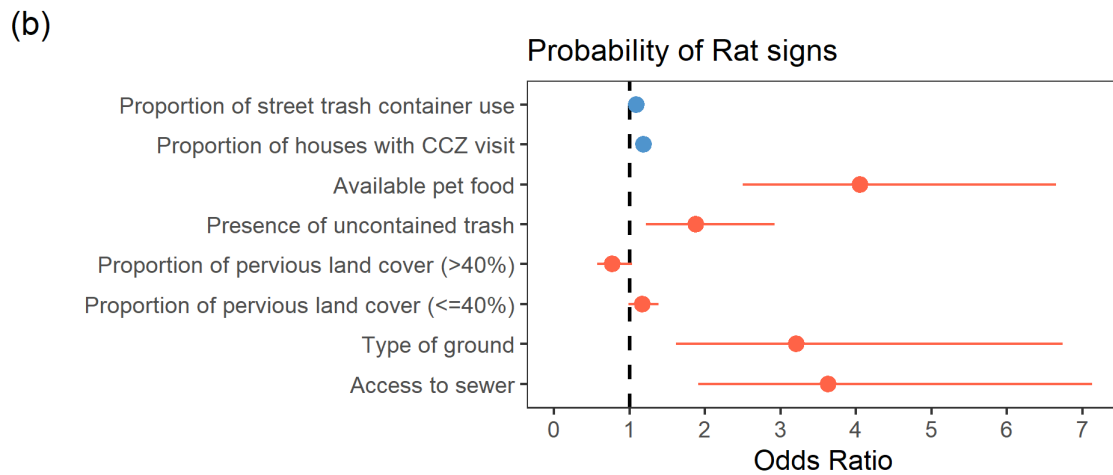 (b)
Probability of Rat signs
Proportion of street trash container use
Proportion of houses with CCZ visit
Available pet food
Presence of uncontained trash
Proportion of pervious land cover (>40%)
Proportion of pervious land cover (<=40%)
Type of ground
Access to sewer
0 1 2 3 4 5 6 7
Odds Ratio